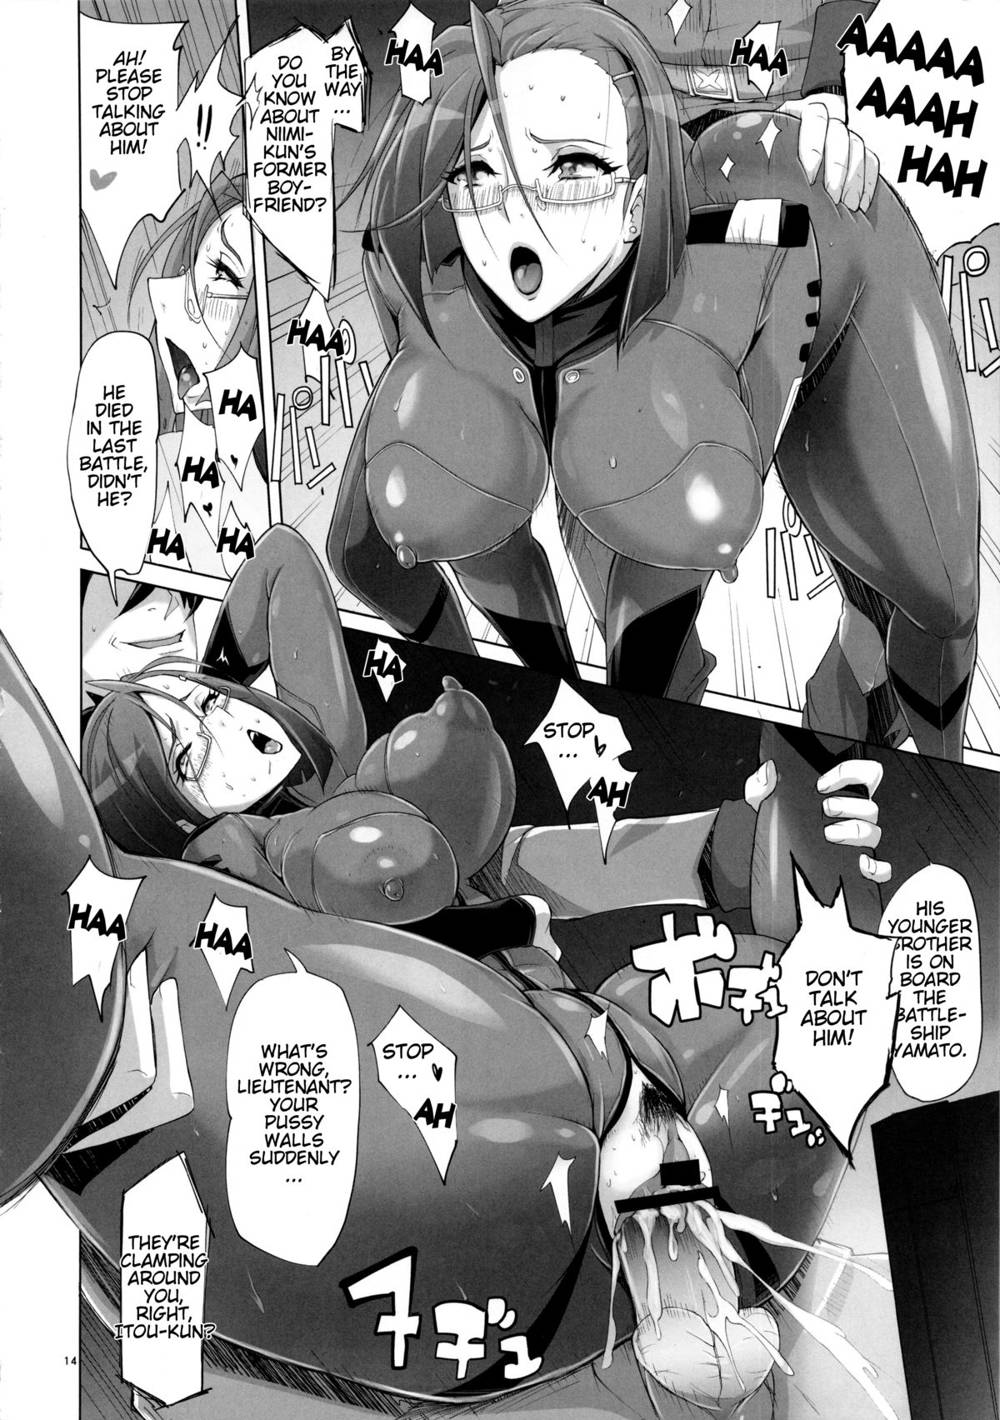 AAAAA
AAAH
HAH
HAA
HAA
BY
THE
WAY
...
DO
YOU
KNOW
ABOUT
NIIMI-
KUN'S
FORMER
BOY-
FRIEND?
HAA
!!
AH!
PLEASE
STOP
TALKING
ABOUT
HIM!
HA
HA
HA
HA
HE
DIED
IN THE
LAST
BATTLE,
DIDN'T
HE?
HIS
YOUNGER
BROTHER
IS ON
BOARD
THE
BATTLE-
SHIP
YAMATO.
DON'T
TALK
ABOUT
HIM!
STOP
...
AH
HA
HAA
HAA
STOP
...
AH
WHAT'S
WRONG,
LIEUTENANT?
YOUR
PUSSY
WALLS
SUDDENLY
...
THEY'RE
CLAMPING
AROUND
YOU,
RIGHT,
ITOU-KUN?
14